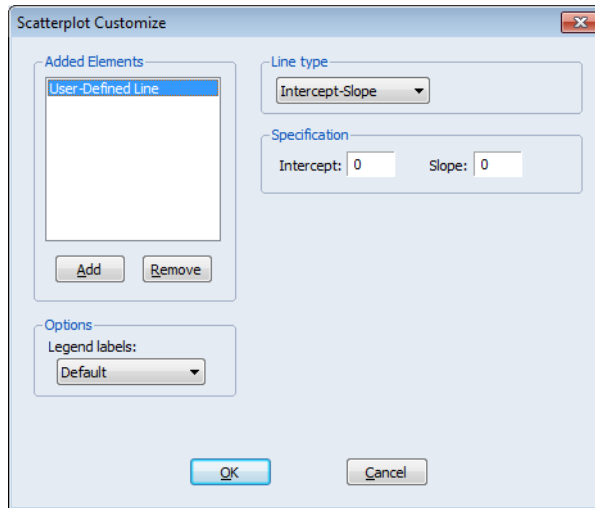 Scatterplot Customize
Added Elements
User-Defined Line
Add
Remove
Options
Legend labels:
Default
Line type
Intercept-Slope
Specification
Intercept: 0 Slope: 0
OK
Cancel